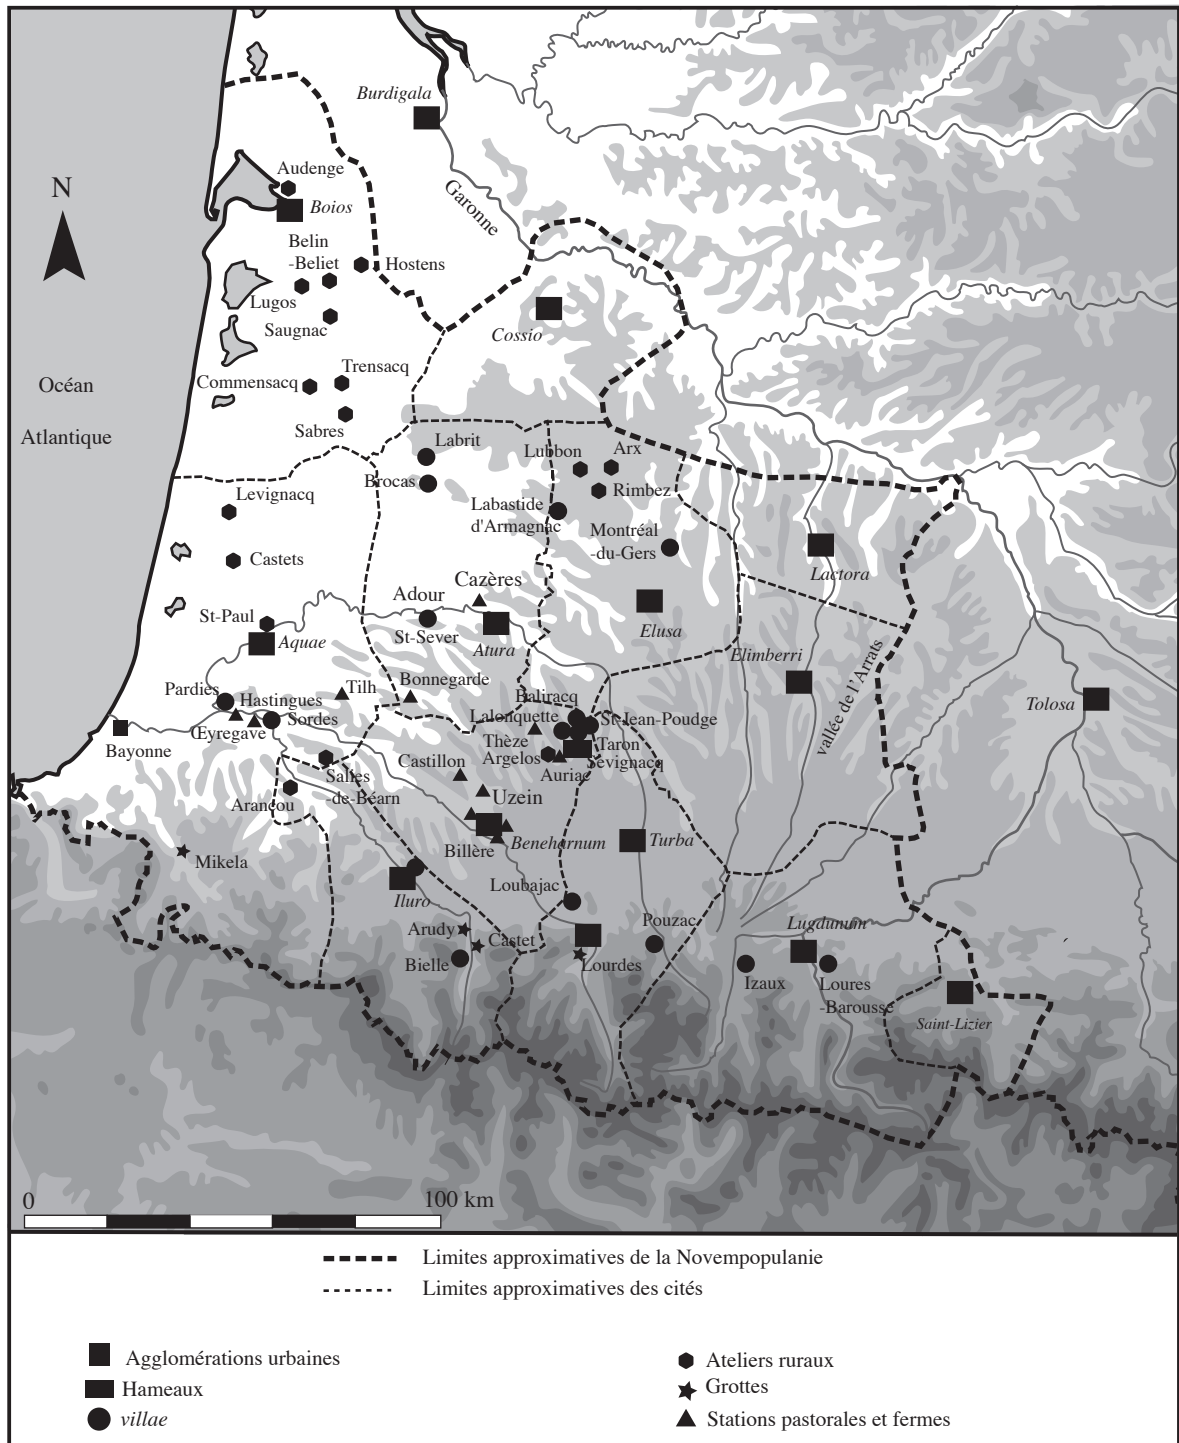 Burdigala
Audenge
N
Boios
Garonne
Belin
-Beliet
Hostens
Lugos
Saugnac
Cossio
Trensacq
Commensacq
Océan
Atlantique
Sabres
Labrit
Lubbon
Arx
Brocas
Rimbez
Levignacq
Labastide
d'Armagnac
Montréal
-du-Gers
Castets
Lactora
Cazères
Adour
St-Paul
St-Sever
Aquae
Atura
Elusa
Elimberri
vallée de l'Arrats
Pardies
Hastingues
Tilh
Bonnegarde
Baliracq
Tolosa
Sordes
Lalonquette
St-Jean-Poudge
Œyregave
Bayonne
Thèze
Taron
Argelos
Sévignacq
Castillon
Auriac
Salies
-de-Béarn
Arancou
Uzein
Billère
Beneharnum
Turba
Mikela
Iluro
Loubajac
Arudy
Castet
Pouzac
Lugdunum
Bielle
Lourdes
Izaux
Loures
-Barousse
Saint-Lizier
0
100 km
Limites approximatives de la Novempopulanie
Limites approximatives des cités
Agglomérations urbaines
Hameaux
villae
Ateliers ruraux
Grottes
Stations pastorales et fermes